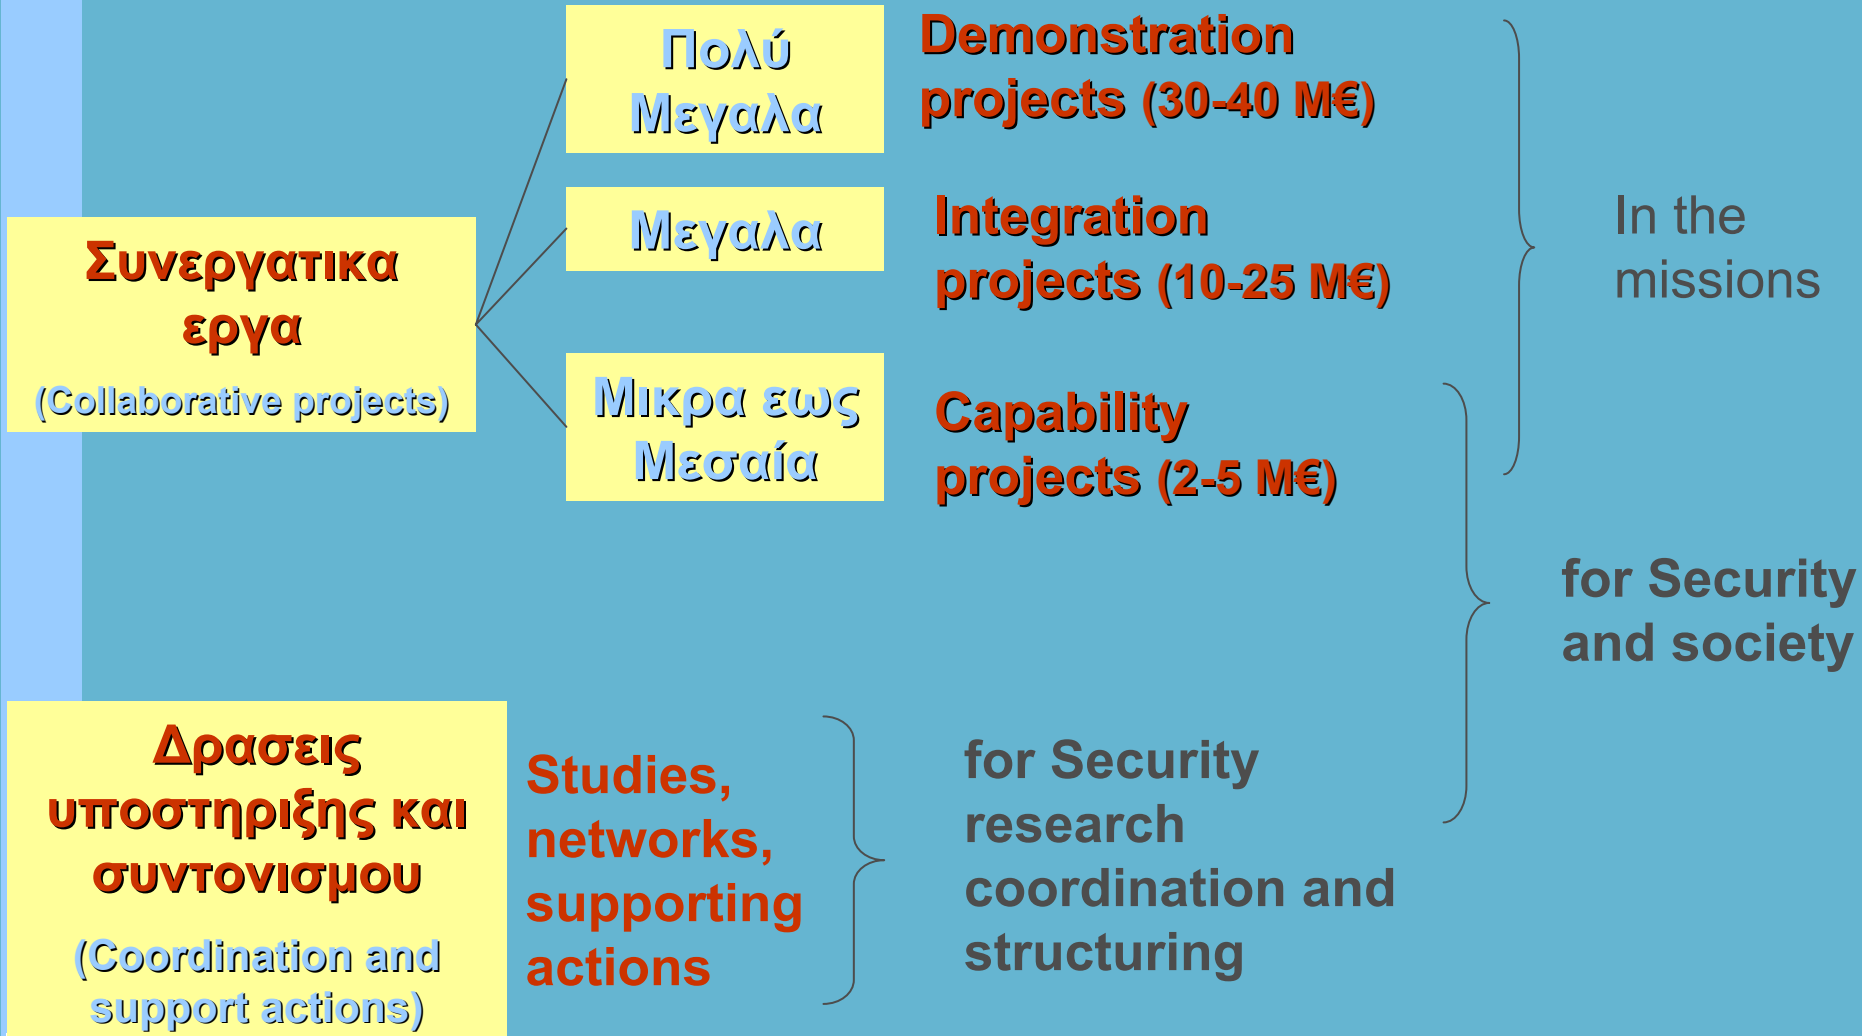 Συνεργατικα
εργα
(Collaborative projects)
Πολύ
Μεγαλα
Demonstration
projects (30-40 M€)
Μεγαλα
Integration
projects (10-25 M€)
Μικρα εως
Μεσαία
Capability
projects (2-5 M€)
In the
missions
for Security
and society
Δρασεις
υποστηριξης και
συντονισμου
(Coordination and
support actions)
Studies,
networks,
supporting
actions
for Security
research
coordination and
structuring